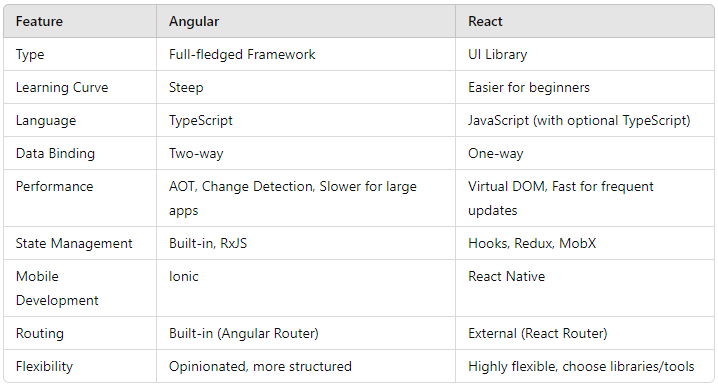 Feature Angular React
Type Full-fledged Framework UI Library
Learning Curve Steep Easier for beginners
Language TypeScript JavaScript (with optional TypeScript)
Data Binding Two-way One-way
Performance AOT, Change Detection, Slower for large apps Virtual DOM, Fast for frequent updates
State Management Built-in, RxJS Hooks, Redux, MobX
Mobile Development Ionic React Native
Routing Built-in (Angular Router) External (React Router)
Flexibility Opinionated, more structured Highly flexible, choose libraries/tools